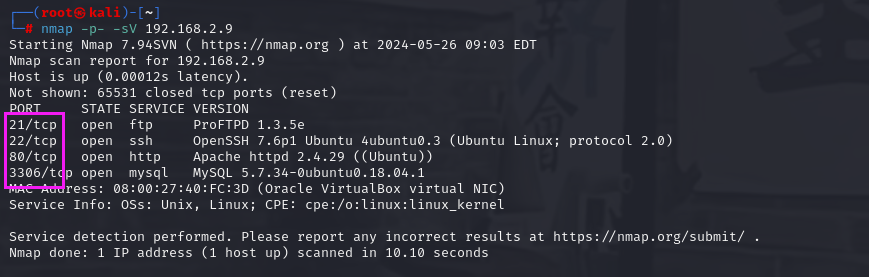 ┌──(root㉿kali)-[~]
└─# nmap -p- -sV 192.168.2.9
Starting Nmap 7.94SVN ( https://nmap.org ) at 2024-05-26 09:03 EDT
Nmap scan report for 192.168.2.9
Host is up (0.00012s latency).
Not shown: 65531 closed tcp ports (reset)
PORT     STATE SERVICE VERSION
21/tcp   open  ftp     ProFTPD 1.3.5e
22/tcp   open  ssh     OpenSSH 7.6p1 Ubuntu 4ubuntu0.3 (Ubuntu Linux; protocol 2.0)
80/tcp   open  http    Apache httpd 2.4.29 ((Ubuntu))
3306/tcp open  mysql   MySQL 5.7.34-0ubuntu0.18.04.1
MAC Address: 08:00:27:40:FC:3D (Oracle VirtualBox virtual NIC)
Service Info: OSs: Unix, Linux; CPE: cpe:/o:linux:linux_kernel

Service detection performed. Please report any incorrect results at https://nmap.org/submit/ .
Nmap done: 1 IP address (1 host up) scanned in 10.10 seconds